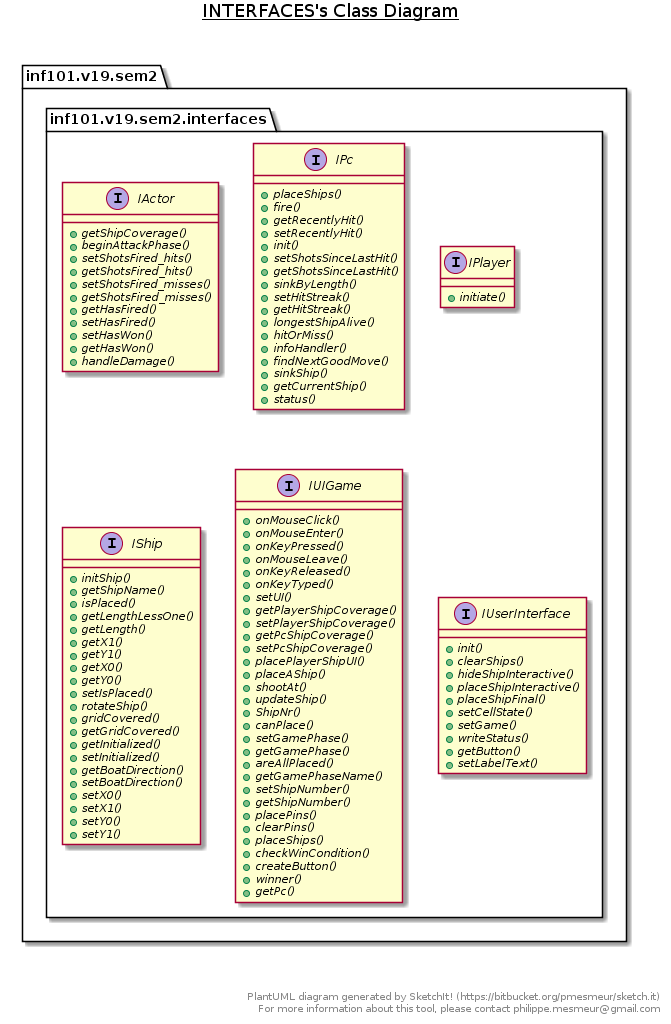 INTERFACES's Class Diagram
inf101.v19.sem2
inf101.v19.sem2.interfaces
I IActor
getShipCoverage()
beginAttackPhase()
setShotsFired_hits()
getShotsFired_hits()
setShotsFired_misses()
getShotsFired_misses()
getHasFired()
setHasFired()
setHasWon()
getHasWon()
handleDamage()
I IPc
placeShips()
fire()
getRecentlyHit()
setRecentlyHit()
init()
setShotsSinceLastHit()
getShotsSinceLastHit()
sinkByLength()
setHitStreak()
getHitStreak()
longestShipAlive()
hitOrMiss()
infoHandler()
findNextGoodMove()
sinkShip()
getCurrentShip()
status()
I IPlayer
initiate()
I IShip
initShip()
getShipName()
isPlaced()
getLengthLessOne()
getLength()
getX1()
getY1()
getX0()
getY0()
setIsPlaced()
rotateShip()
gridCovered()
getGridCovered()
getInitialized()
setInitialized()
getBoatDirection()
setBoatDirection()
setX0()
setX1()
setY0()
setY1()
I IUIGame
onMouseClick()
onMouseEnter()
onKeyPressed()
onMouseLeave()
onKeyReleased()
onKeyTyped()
setUI()
getPlayerShipCoverage()
setPlayerShipCoverage()
getPcShipCoverage()
setPcShipCoverage()
placePlayerShipUI()
placeAShip()
shootAt()
updateShip()
ShipNr()
canPlace()
setGamePhase()
getGamePhase()
areAllPlaced()
getGamePhaseName()
setShipNumber()
getShipNumber()
placePins()
clearPins()
placeShips()
checkWinCondition()
createButton()
winner()
getPc()
I IUserInterface
init()
clearShips()
hideShipInteractive()
placeShipInteractive()
placeShipFinal()
setCellState()
setGame()
writeStatus()
getButton()
setLabelText()
PlantUML diagram generated by SketchIt! (https://bitbucket.org/pmesmeur/sketch.it)
For more information about this tool, please contact philippe.mesmeur@gmail.com